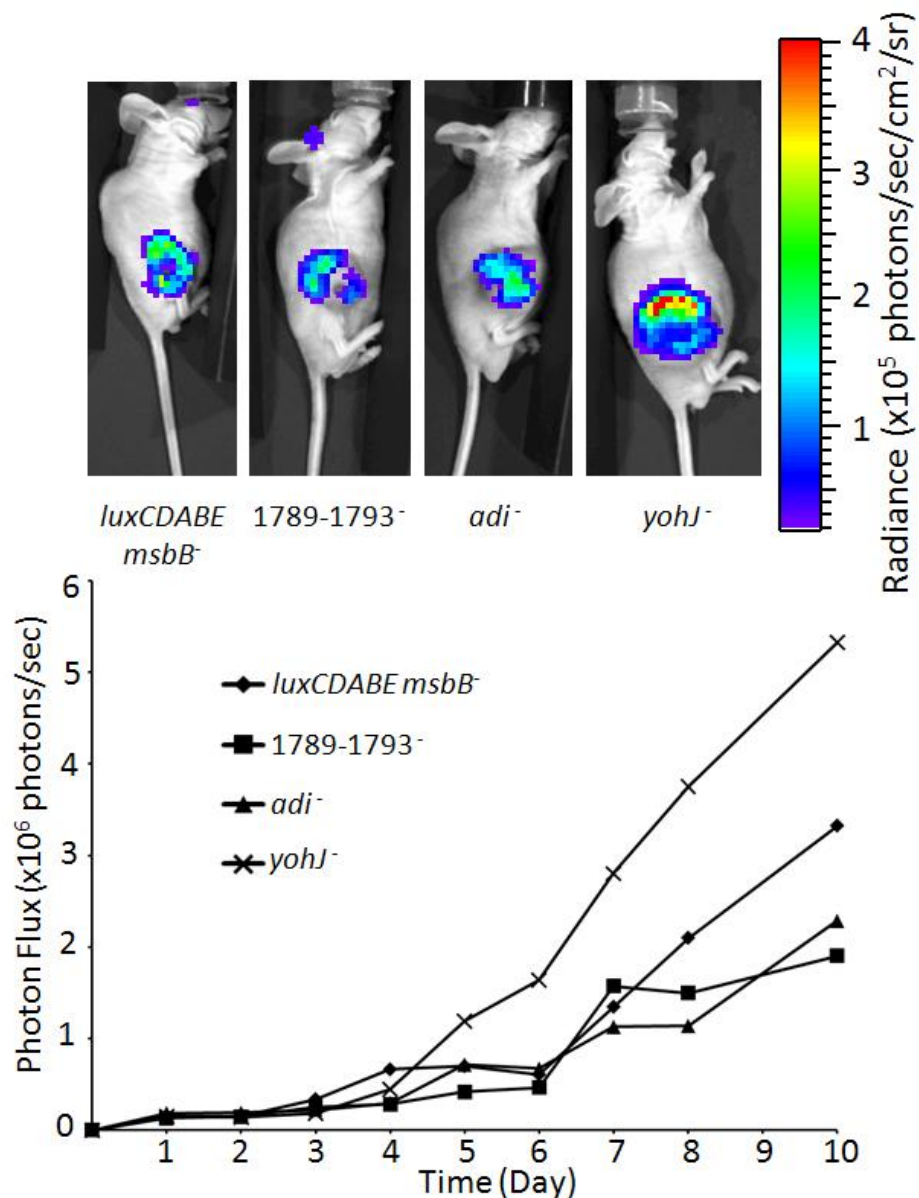 4
3
2
1
Radiance (x10⁵ photons/sec/cm²/sr)
luxCDABE
msbB⁻
1789-1793⁻
adi⁻
yohJ⁻
6
5
4
3
2
1
0
Photon Flux (x10⁶ photons/sec)
luxCDABE msbB⁻
1789-1793⁻
adi⁻
yohJ⁻
1 2 3 4 5 6 7 8 9 10
Time (Day)